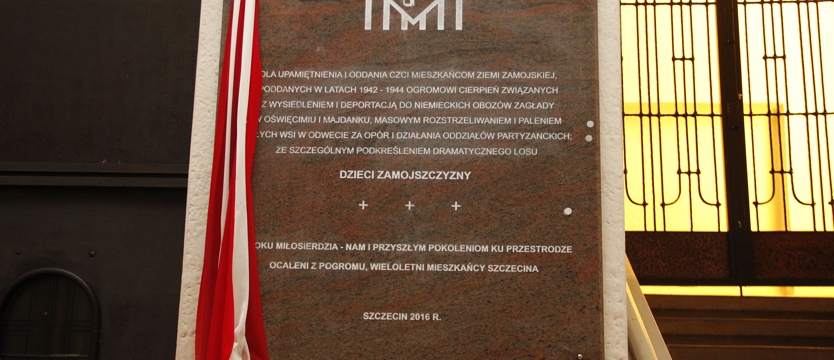 DLA UPAMIĘTNIENIA I ODDANIA CZCI MIESZKAŃCOM ZIEMI ZAMOJSKIEJ,
PODDANYCH W LATACH 1942 - 1944 OGROMOWI CIERPIEŃ ZWIĄZANYCH
Z WYSIEDLENIEM I DEPORTACJĄ DO NIEMIECKICH OBOZÓW ZAGŁADY
W OŚWIĘCIMIU I MAJDANKU, MASOWYM ROZSTRZELIWANIEM I PALENIEM
WSI W ODWECIE ZA OPÓR I DZIAŁANIA ODDZIAŁÓW PARTYZANCKICH;
ZE SZCZEGÓLNYM PODKREŚLENIEM DRAMATYCZNEGO LOSU
DZIECI ZAMOJSZCZYZNY
+ + +
ROKU MIŁOSIERDZIA - NAM I PRZYSZŁYM POKOLENIOM KU PRZESTRODZE
OCALENI Z POGROMU, WIELOLETNI MIESZKAŃCY SZCZECINA
SZCZECIN 2016 R.